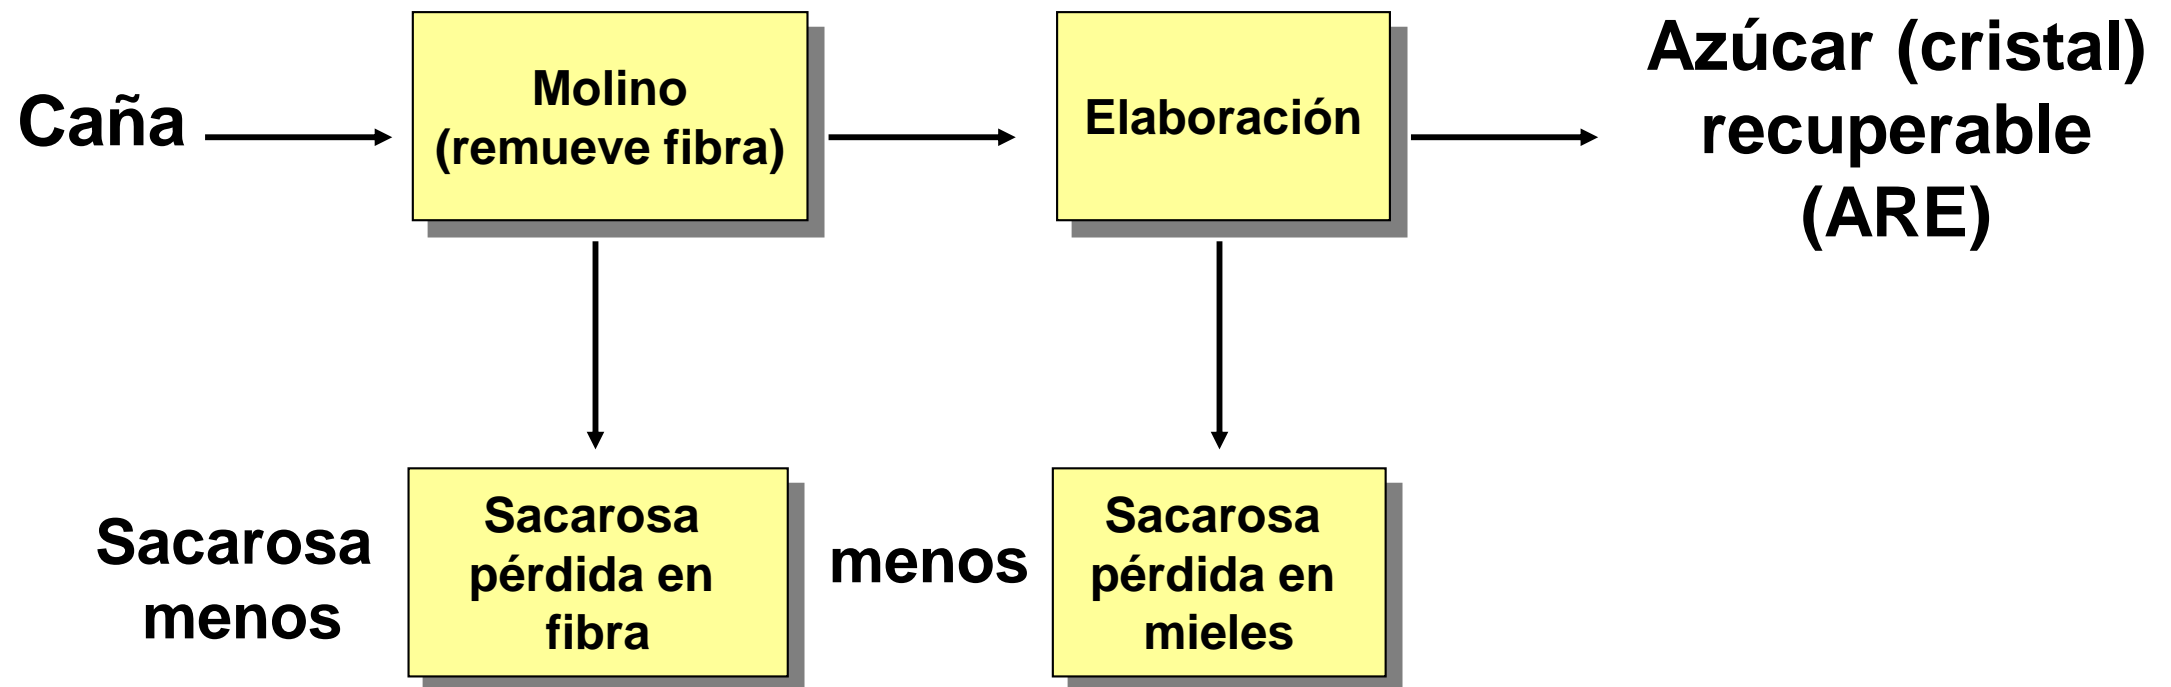 Caña
Molino
(remueve fibra)
Elaboración
Azúcar (cristal)
recuperable
(ARE)
Sacarosa
menos
Sacarosa
pérdida en
fibra
menos
Sacarosa
pérdida en
mieles